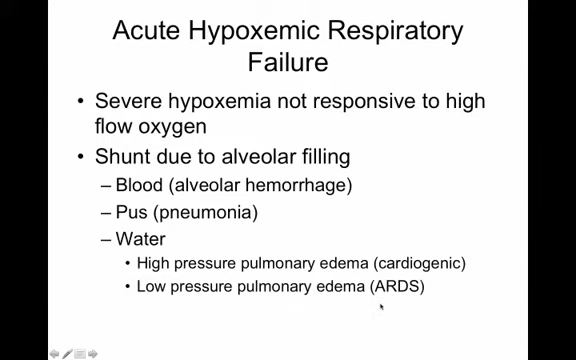 Acute Hypoxemic Respiratory
Failure
• Severe hypoxemia not responsive to high
flow oxygen
• Shunt due to alveolar filling
– Blood (alveolar hemorrhage)
– Pus (pneumonia)
– Water
• High pressure pulmonary edema (cardiogenic)
• Low pressure pulmonary edema (ARDS)